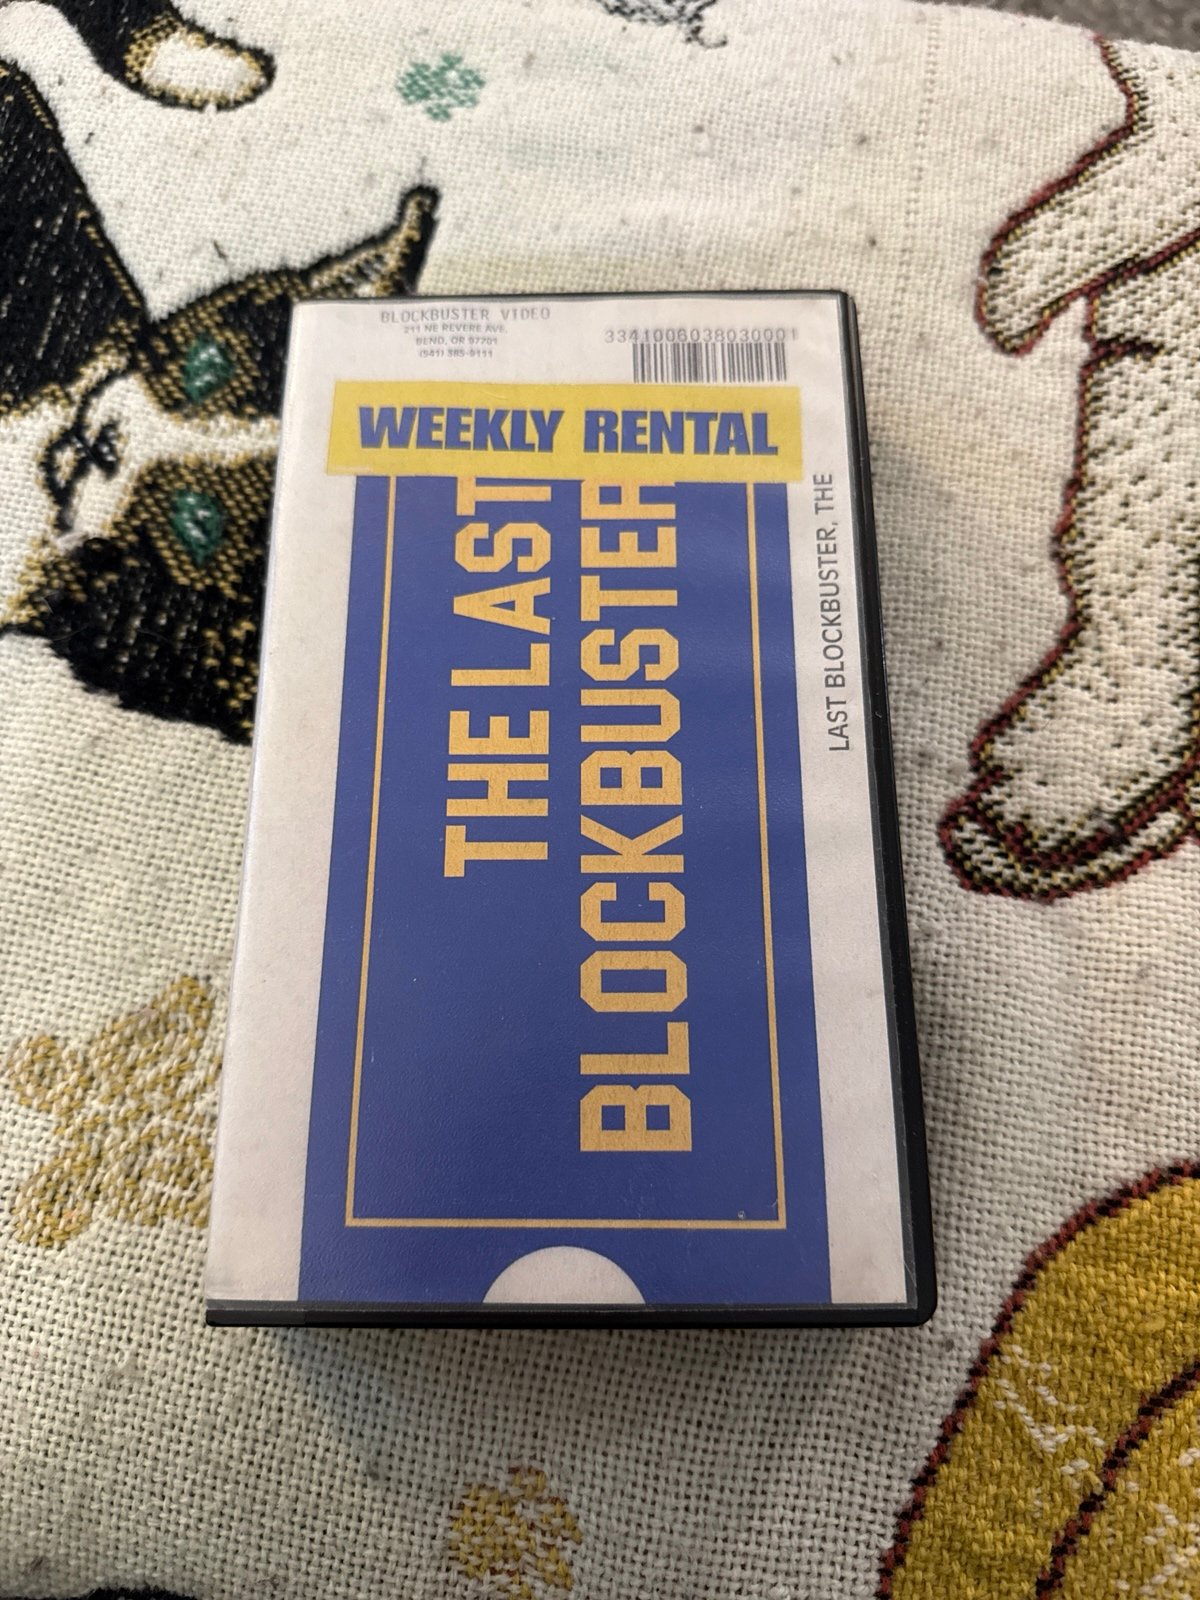 BLOCKBUSTER VIDEO
211 NE REVERE AVE.
BEND, OR 97701
(541) 385-9111
3341006038030001
WEEKLY RENTAL
THE LAST
BLOCKBUSTER
LAST BLOCKBUSTER, THE